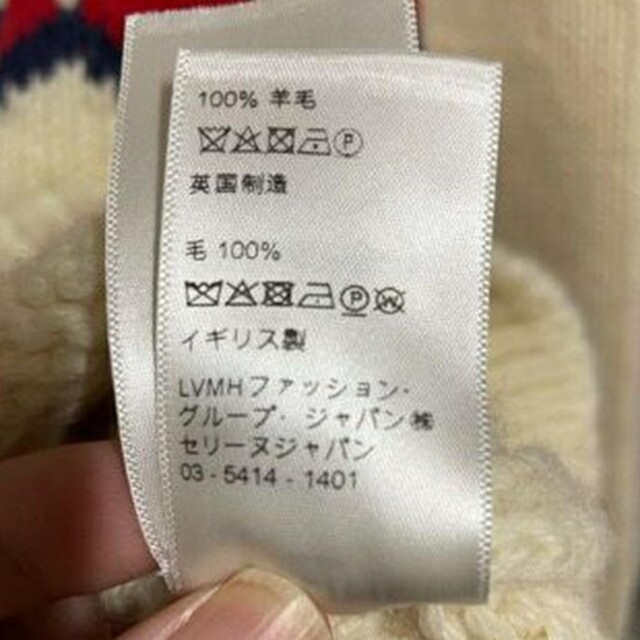 100% 羊毛
P
英国制造
毛 100%
P W
イギリス製
LVMHファッション・
グループ・ジャパン㈱
セリーヌジャパン
03-5414-1401